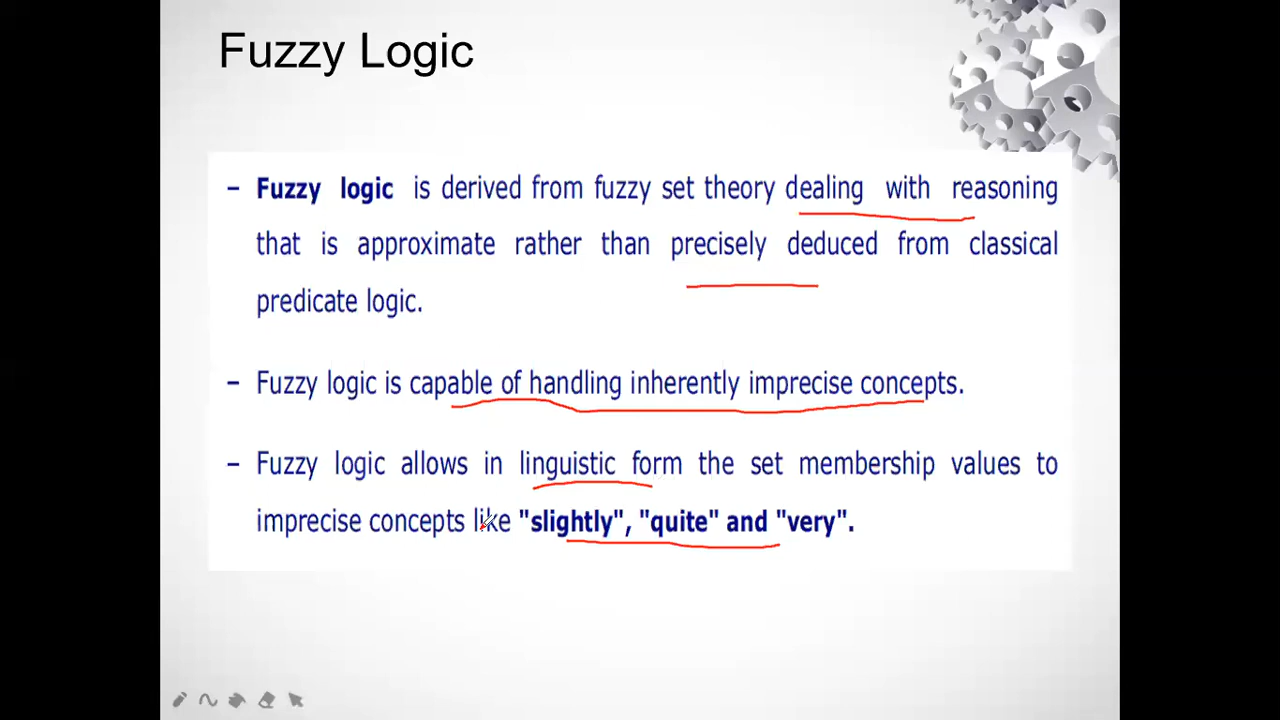 Fuzzy Logic
– Fuzzy logic is derived from fuzzy set theory dealing with reasoning
that is approximate rather than precisely deduced from classical
predicate logic.
– Fuzzy logic is capable of handling inherently imprecise concepts.
– Fuzzy logic allows in linguistic form the set membership values to
imprecise concepts like "slightly", "quite" and "very".